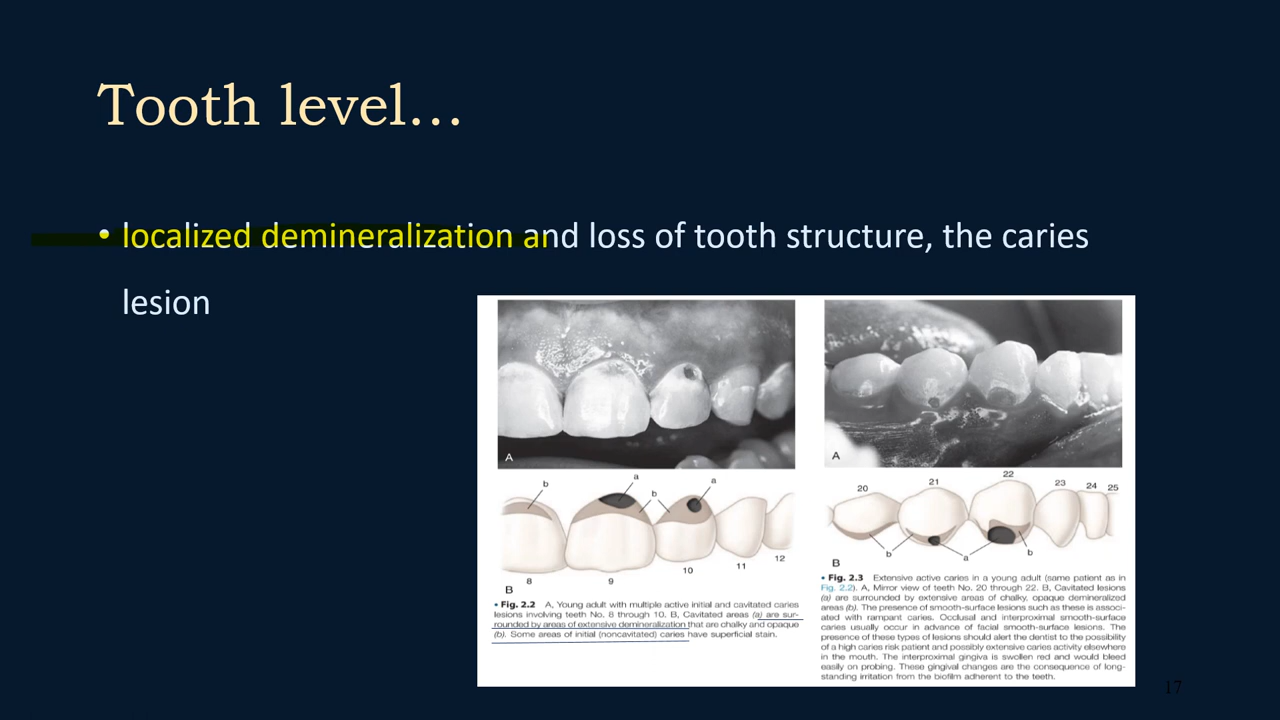 Tooth level…
• localized demineralization and loss of tooth structure, the caries
lesion
A
b
a
b
a
8
9
10
11
12
B
• Fig. 2.2 A, Young adult with multiple active initial and cavitated caries
lesions involving teeth No. 8 through 10. B, Cavitated areas (a) are sur-
rounded by areas of extensive demineralization that are chalky and opaque
(b). Some areas of initial (noncavitated) caries have superficial stain.
A
20
21
22
23
24
25
b
a
b
B
• Fig. 2.3 Extensive active caries in a young adult (same patient as in
Fig. 2.2). A, Mirror view of teeth No. 20 through 22. B, Cavitated lesions
(a) are surrounded by extensive areas of chalky, opaque demineralized
areas (b). The presence of smooth-surface lesions such as these is associ-
ated with rampant caries. Occlusal and interproximal smooth-surface
caries usually occur in advance of facial smooth-surface lesions. The
presence of these types of lesions should alert the dentist to the possibility
of a high caries risk patient and possibly extensive caries activity elsewhere
in the mouth. The interproximal gingiva is swollen red and would bleed
easily on probing. These gingival changes are the consequence of long-
standing irritation from the biofilm adherent to the teeth.
17